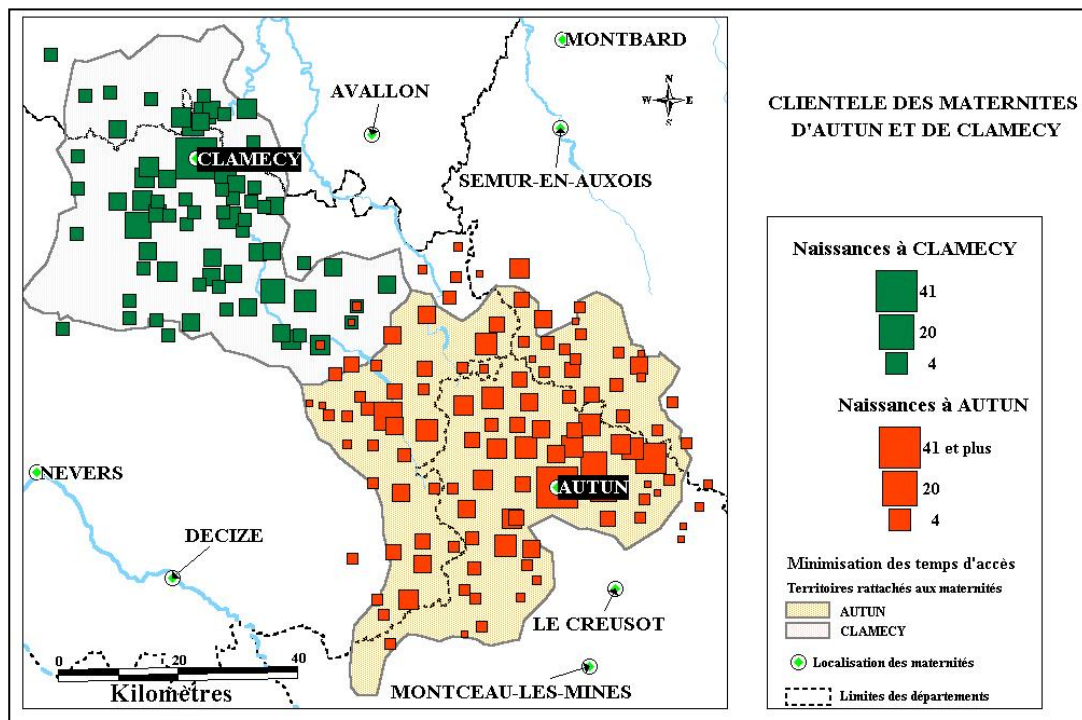 MONTBARD
AVALLON
N
W E
S
CLIENTELE DES MATERNITES
D'AUTUN ET DE CLAMECY
CLAMECY
SEMUR-EN-AUXOIS
Naissances à CLAMECY
41
20
4
Naissances à AUTUN
41 et plus
20
4
NEVERS
AUTUN
DECIZE
Minimisation des temps d'accès
Territoires rattachés aux maternités
AUTUN
CLAMECY
LE CREUSOT
0 20 40
Kilomètres
MONTCEAU-LES-MINES
Localisation des maternités
Limites des départements